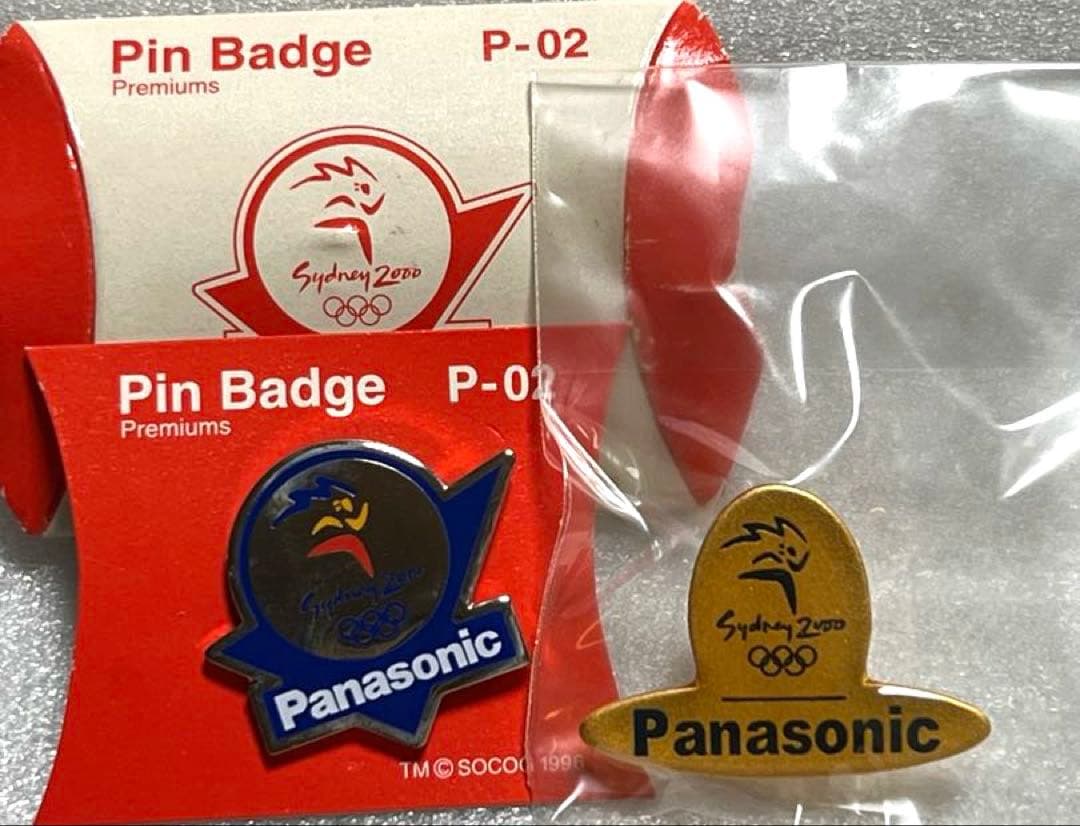 Pin Badge P-02
Premiums
Sydney 2000
Pin Badge P-02
Premiums
Sydney 2000
Panasonic
TM © SOCOG 1996
Sydney 2000
Panasonic